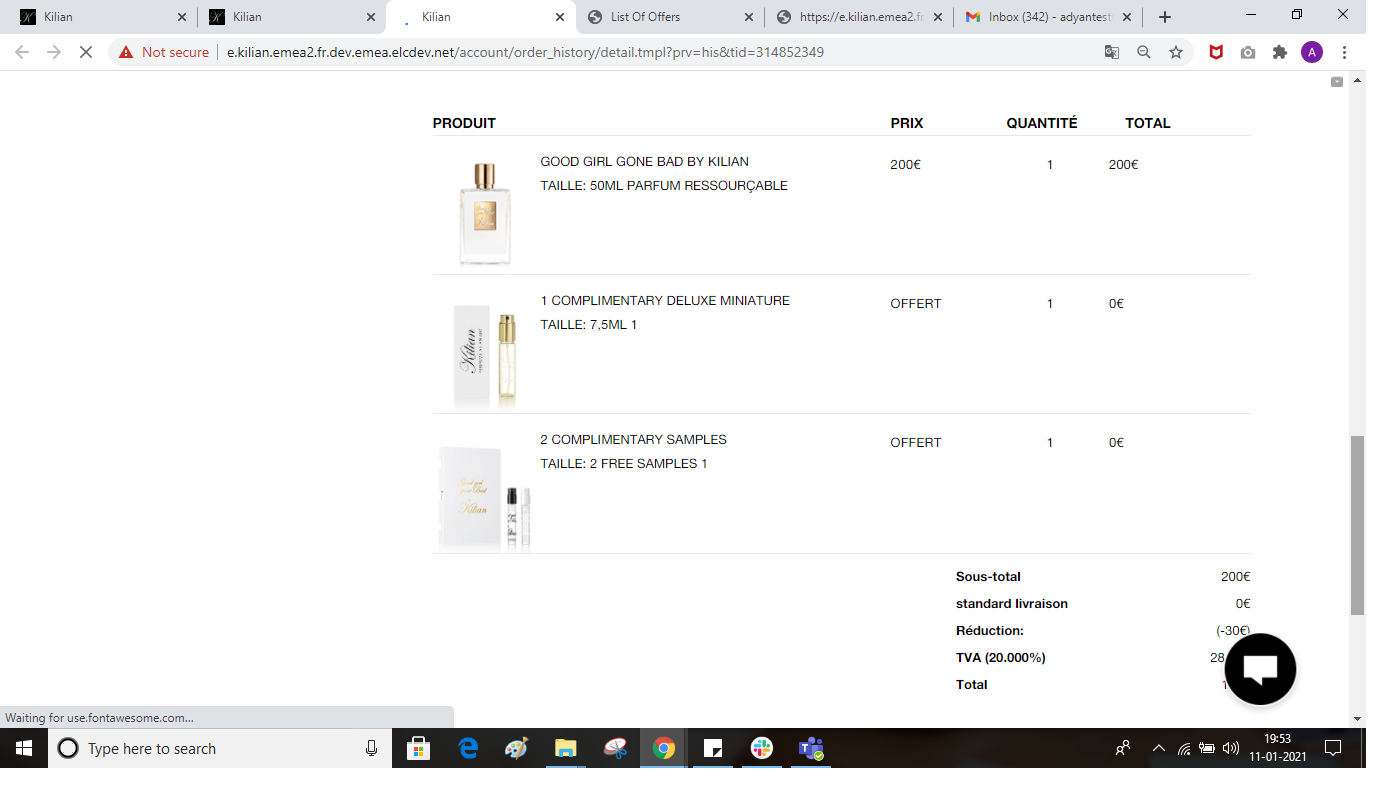 Kilian
Kilian
Kilian
List Of Offers
https://e.kilian.emea2.fr
Inbox (342) - adyantest
Not secure
e.kilian.emea2.fr.dev.emea.elcdev.net/account/order_history/detail.tmpl?prv=his&tid=314852349
A
PRODUIT PRIX QUANTITÉ TOTAL
GOOD GIRL GONE BAD BY KILIAN
TAILLE: 50ML PARFUM RESSOURÇABLE
200€ 1 200€
1 COMPLIMENTARY DELUXE MINIATURE
TAILLE: 7,5ML 1
OFFERT 1 0€
Kilian
2 COMPLIMENTARY SAMPLES
TAILLE: 2 FREE SAMPLES 1
OFFERT 1 0€
Good girl
gone Bad
Kilian
Sous-total 200€
standard livraison 0€
Réduction: (-30€)
TVA (20.000%) 28
Total
Waiting for use.fontawesome.com...
Type here to search
19:53
11-01-2021